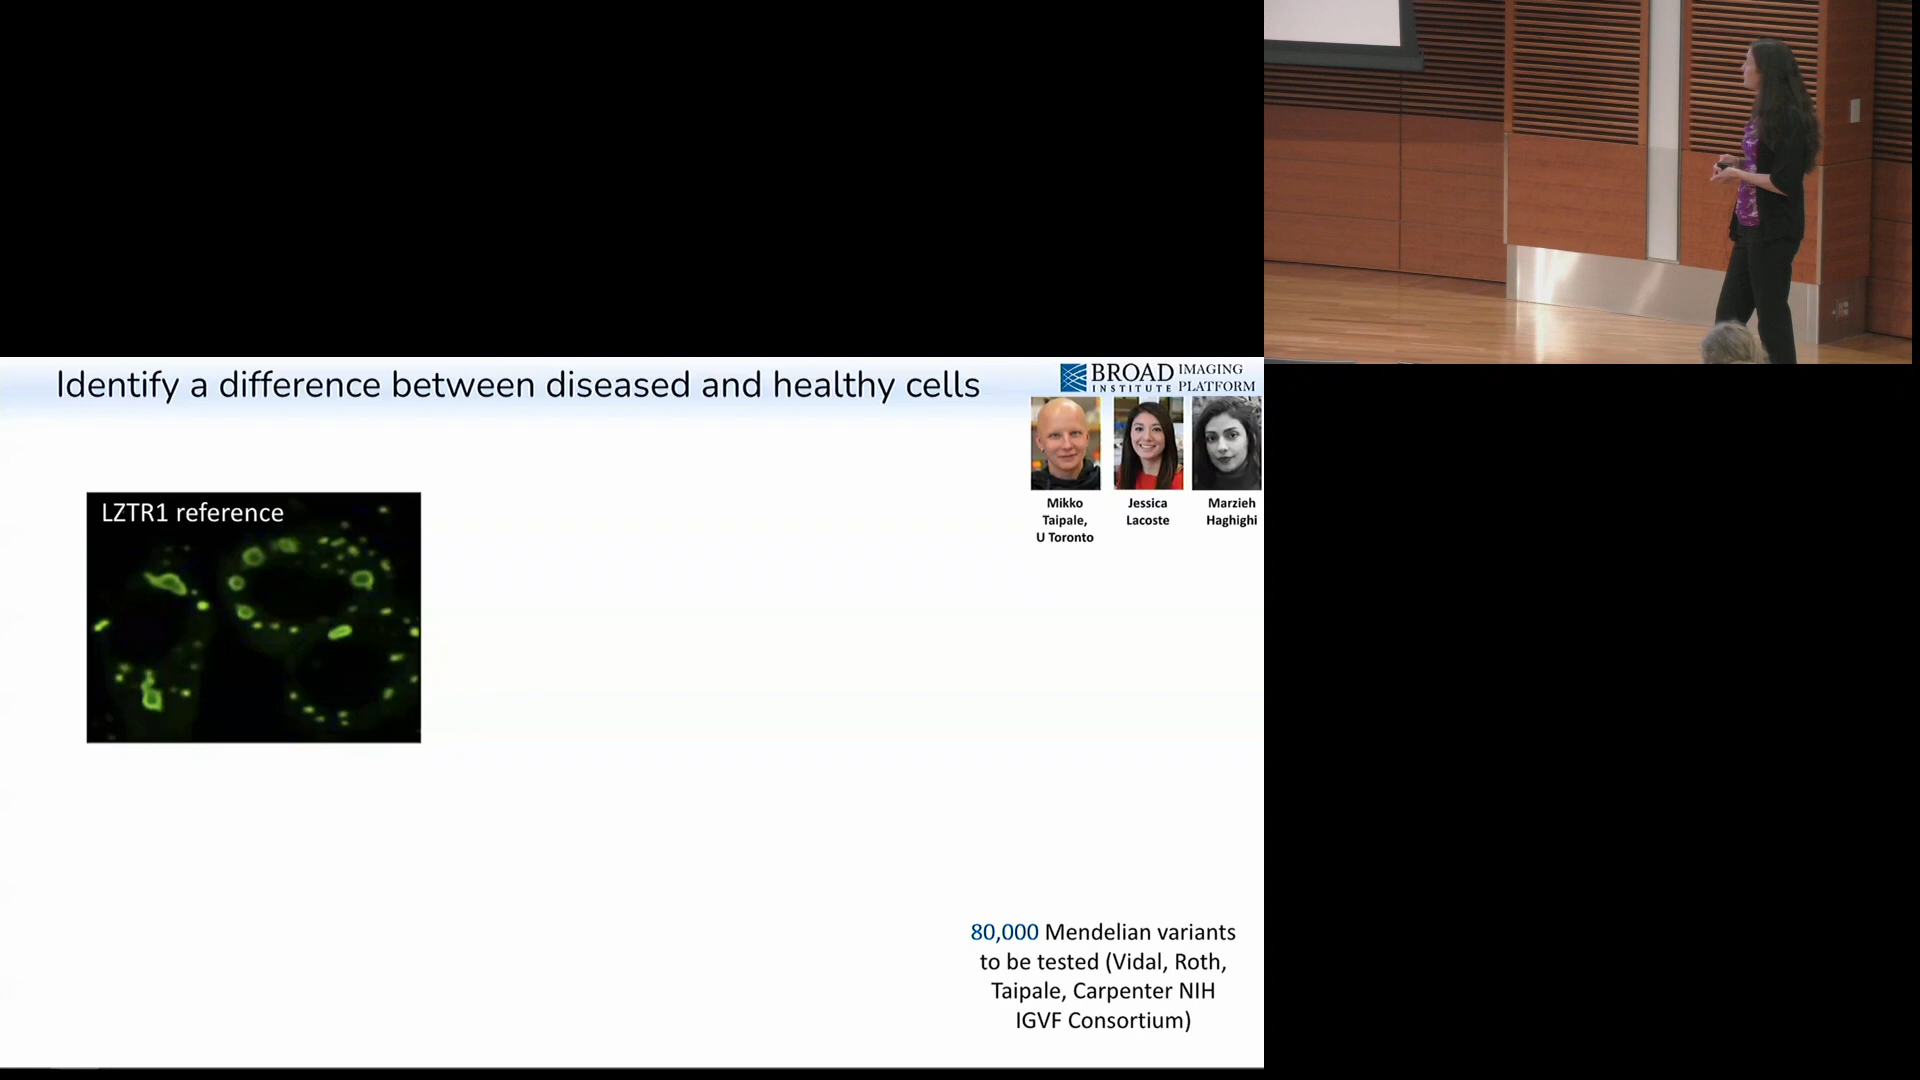 Identify a difference between diseased and healthy cells
BROAD
INSTITUTE
IMAGING
PLATFORM
Mikko
Taipale,
U Toronto
Jessica
Lacoste
Marzieh
Haghighi
LZTR1 reference
80,000 Mendelian variants
to be tested (Vidal, Roth,
Taipale, Carpenter NIH
IGVF Consortium)